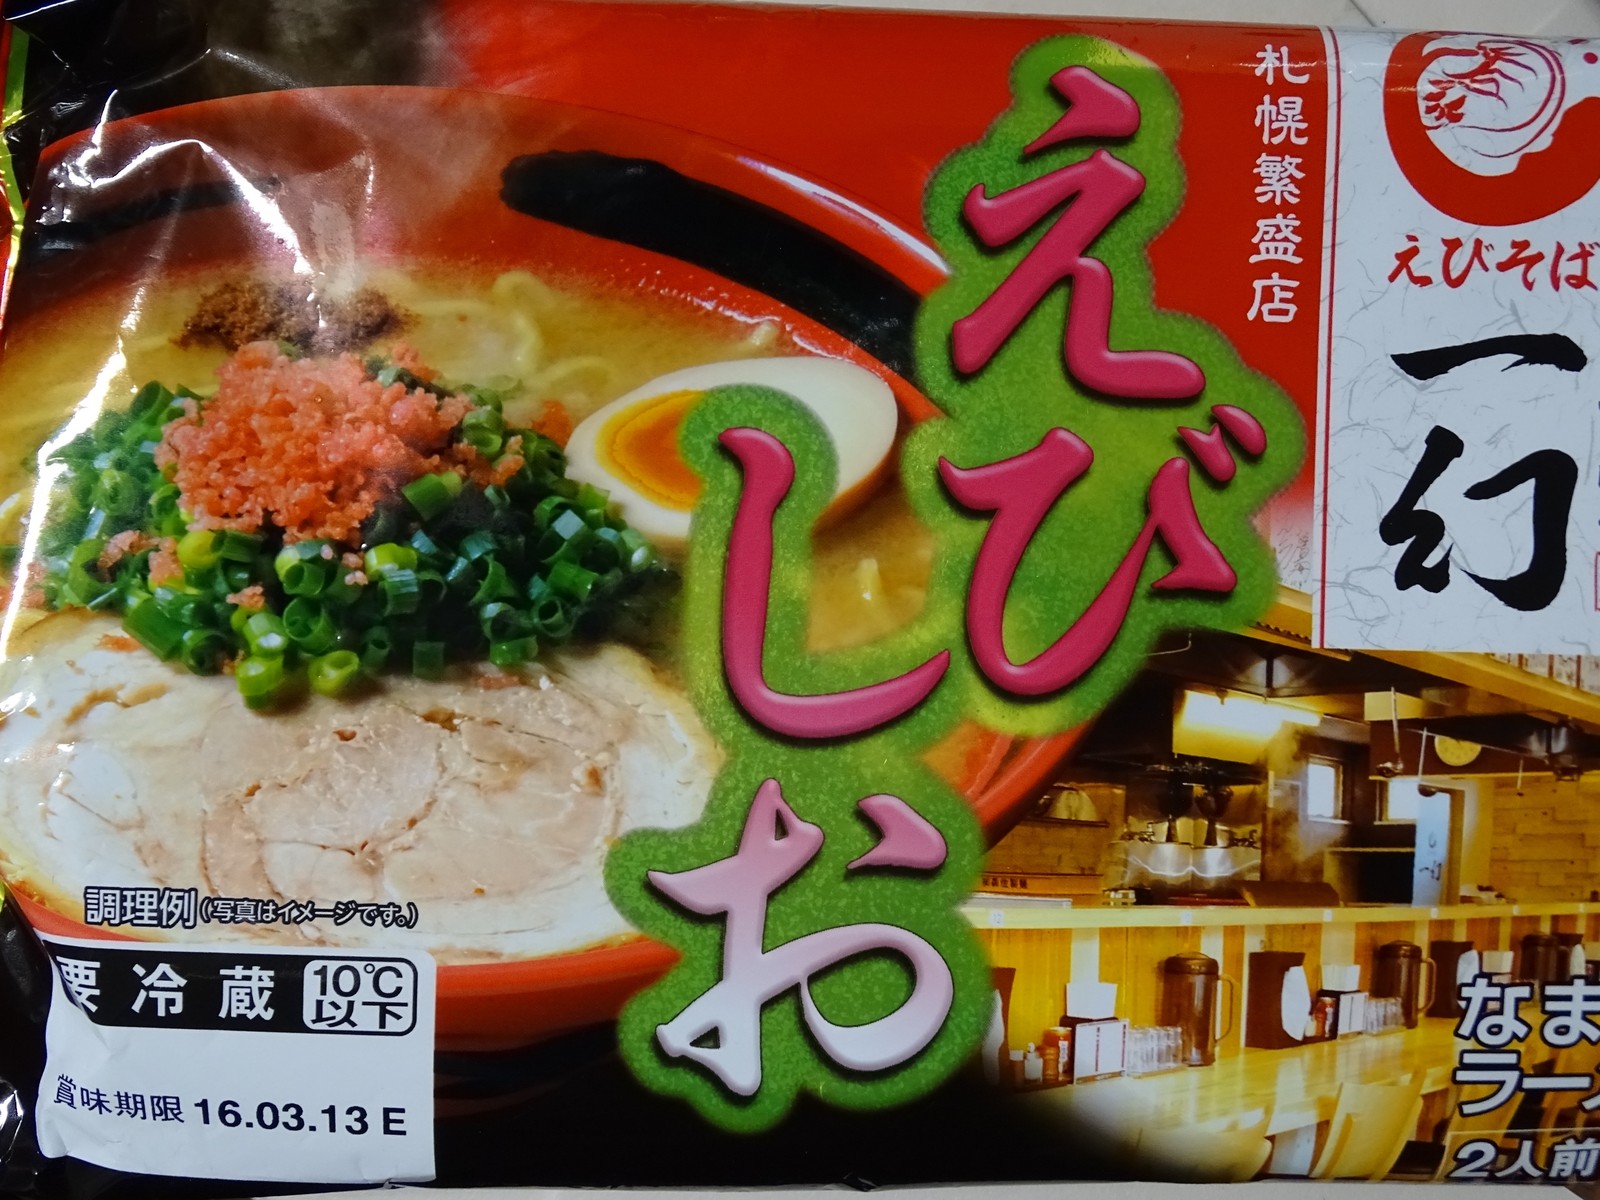 札幌繁盛店
えびそば
一幻
えび
しお
調理例(写真はイメージです。)
要冷蔵 10℃以下
賞味期限 16.03.13 E
なま
ラー
2人前